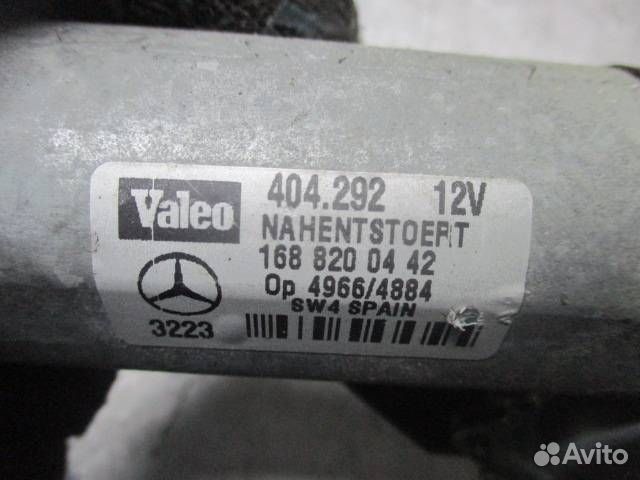 Valeo 404.292 12V
NAHENTSTOERT
168 820 04 42
Op 4966/4884
SW4 SPAIN
3223
Avito